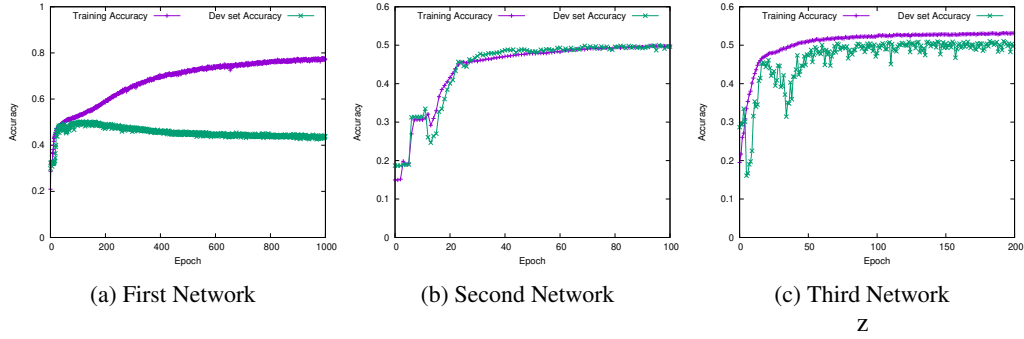 Training Accuracy Dev set Accuracy
1
0.8
0.6
0.4
0.2
0
Accuracy
0 200 400 600 800 1000
Epoch
(a) First Network
Training Accuracy Dev set Accuracy
0.6
0.5
0.4
0.3
0.2
0.1
0
Accuracy
0 20 40 60 80 100
Epoch
(b) Second Network
Training Accuracy Dev set Accuracy
0.6
0.5
0.4
0.3
0.2
0.1
0
Accuracy
0 50 100 150 200
Epoch
(c) Third Network
z